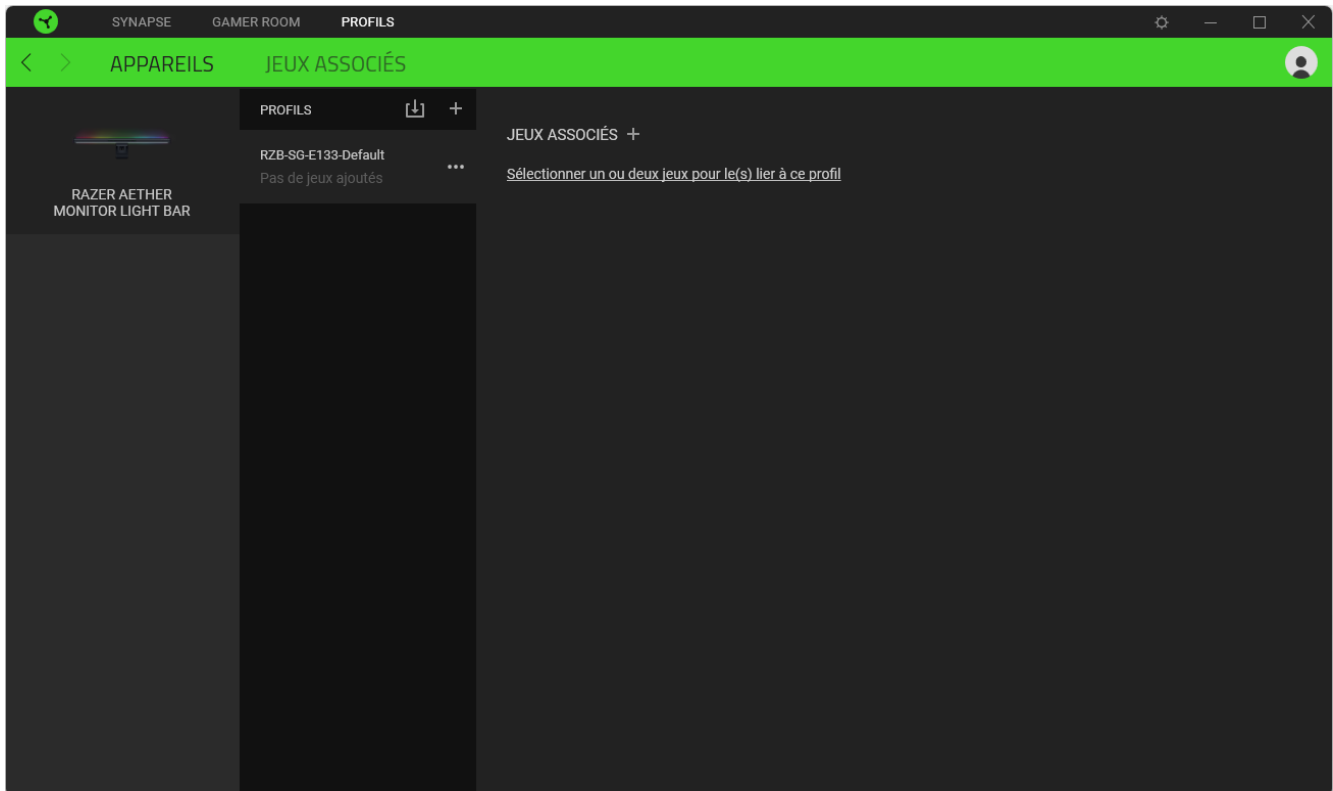 SYNAPSE GAMER ROOM PROFILS
APPAREILS JEUX ASSOCIÉS
RAZER AETHER
MONITOR LIGHT BAR
PROFILS
RZB-SG-E133-Default
Pas de jeux ajoutés
JEUX ASSOCIÉS
Sélectionner un ou deux jeux pour le(s) lier à ce profil